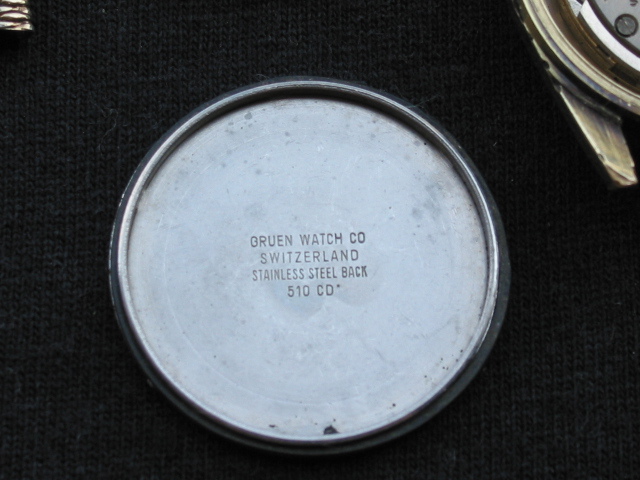 GRUEN WATCH CO
SWITZERLAND
STAINLESS STEEL BACK
510 CD*